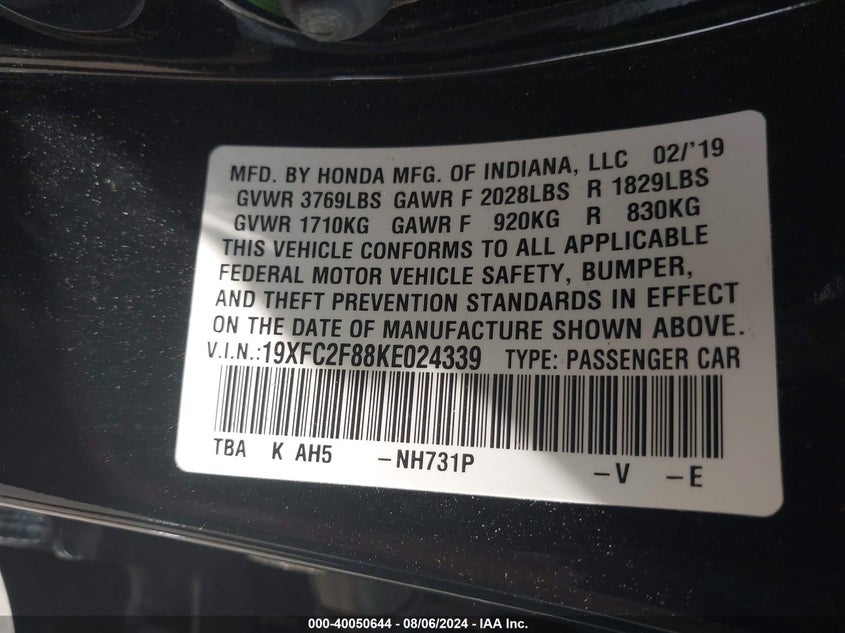 MFD. BY HONDA MFG. OF INDIANA, LLC 02/'19
GVWR 3769LBS GAWR F 2028LBS R 1829LBS
GVWR 1710KG GAWR F 920KG R 830KG
THIS VEHICLE CONFORMS TO ALL APPLICABLE
FEDERAL MOTOR VEHICLE SAFETY, BUMPER,
AND THEFT PREVENTION STANDARDS IN EFFECT
ON THE DATE OF MANUFACTURE SHOWN ABOVE.
V.I.N.:19XFC2F88KE024339 TYPE: PASSENGER CAR
TBA K AH5 -NH731P -V -E
000-40050644 - 08/06/2024 - IAA Inc.